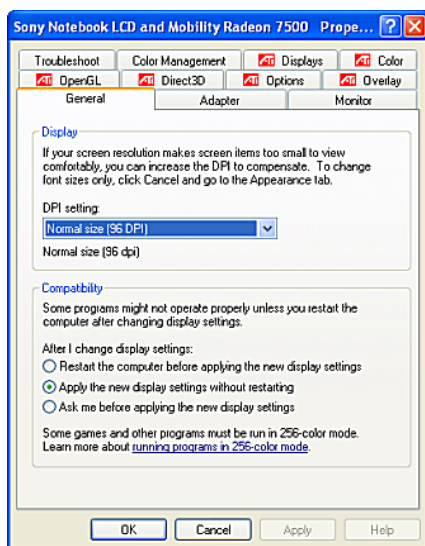 Sony Notebook LCD and Mobility Radeon 7500 Prope... ? X
Troubleshoot Color Management ATI Displays ATI Color
ATI OpenGL ATI Direct3D ATI Options ATI Overlay
General Adapter Monitor
Display
If your screen resolution makes screen items too small to view
comfortably, you can increase the DPI to compensate. To change
font sizes only, click Cancel and go to the Appearance tab.
DPI setting:
Normal size (96 DPI)
Normal size (96 dpi)
Compatibility
Some programs might not operate properly unless you restart the
computer after changing display settings.
After I change display settings:
Restart the computer before applying the new display settings
Apply the new display settings without restarting
Ask me before applying the new display settings
Some games and other programs must be run in 256-color mode.
Learn more about running programs in 256-color mode.
OK Cancel Apply Help